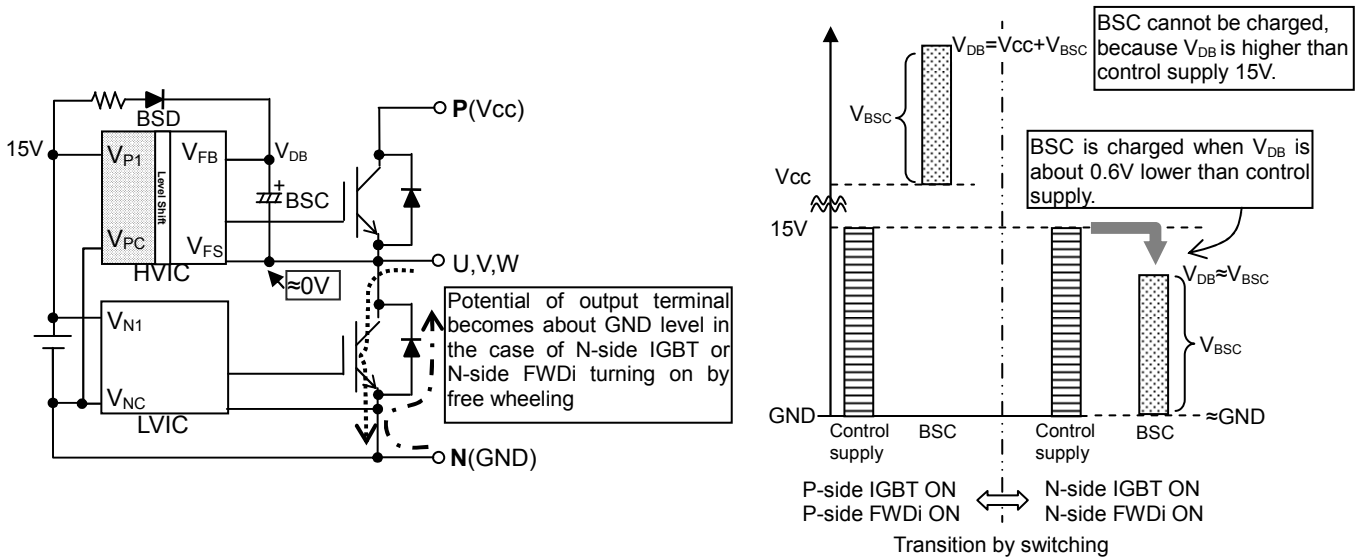 BSD
P(Vcc)
15V
VP1
VFB
VDB
Level Shift
BSC
VPC
VFS
HVIC
U,V,W
≈0V
Potential of output terminal
becomes about GND level in
the case of N-side IGBT or
N-side FWDi turning on by
free wheeling
VN1
VNC
LVIC
N(GND)
VDB=Vcc+VBSC
BSC cannot be charged,
because VDB is higher than
control supply 15V.
VBSC
BSC is charged when VDB is
about 0.6V lower than control
supply.
Vcc
15V
VDB≈VBSC
VBSC
GND
≈GND
Control
supply
BSC
Control
supply
BSC
P-side IGBT ON
P-side FWDi ON
N-side IGBT ON
N-side FWDi ON
Transition by switching